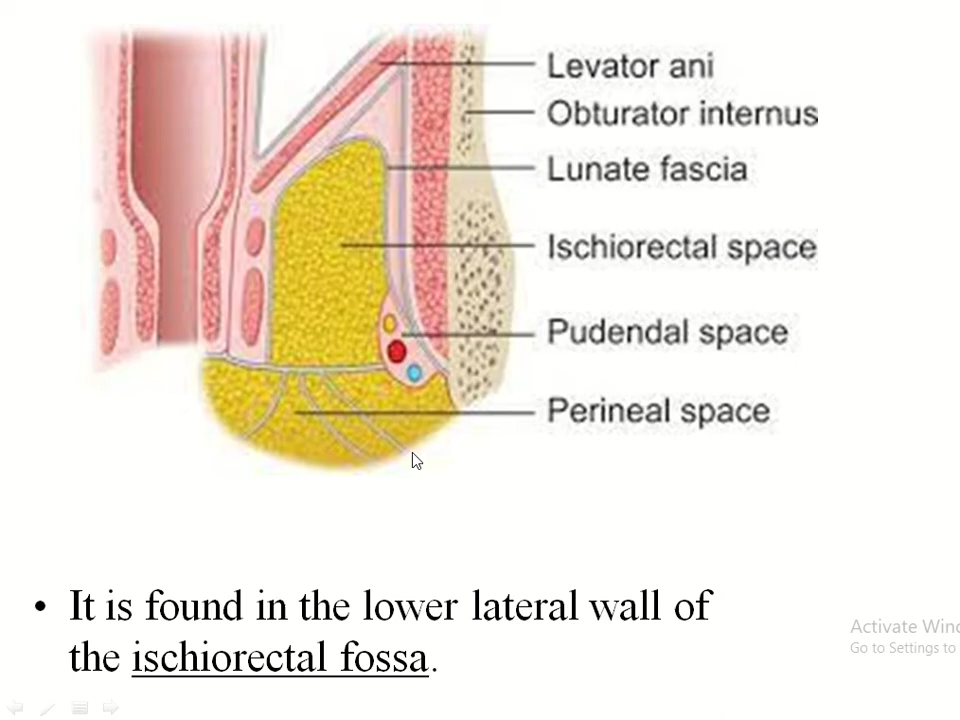 Levator ani
Obturator internus
Lunate fascia
Ischiorectal space
Pudendal space
Perineal space
• It is found in the lower lateral wall of
the ischiorectal fossa.
Activate Wind
Go to Settings to